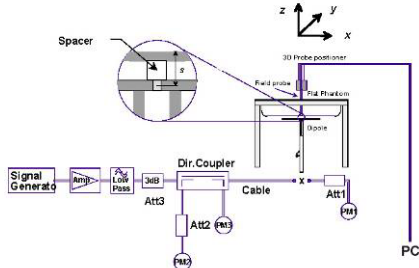 z
y
x
Spacer
s
3D Probe positioner
Field probe
Flat Phantom
Dipole
Signal
Generato
Amp.
Low
Pass
3dB
Att3
Dir.Coupler
Cable
x
Att1
Att2
PM3
PM1
PM2
PC